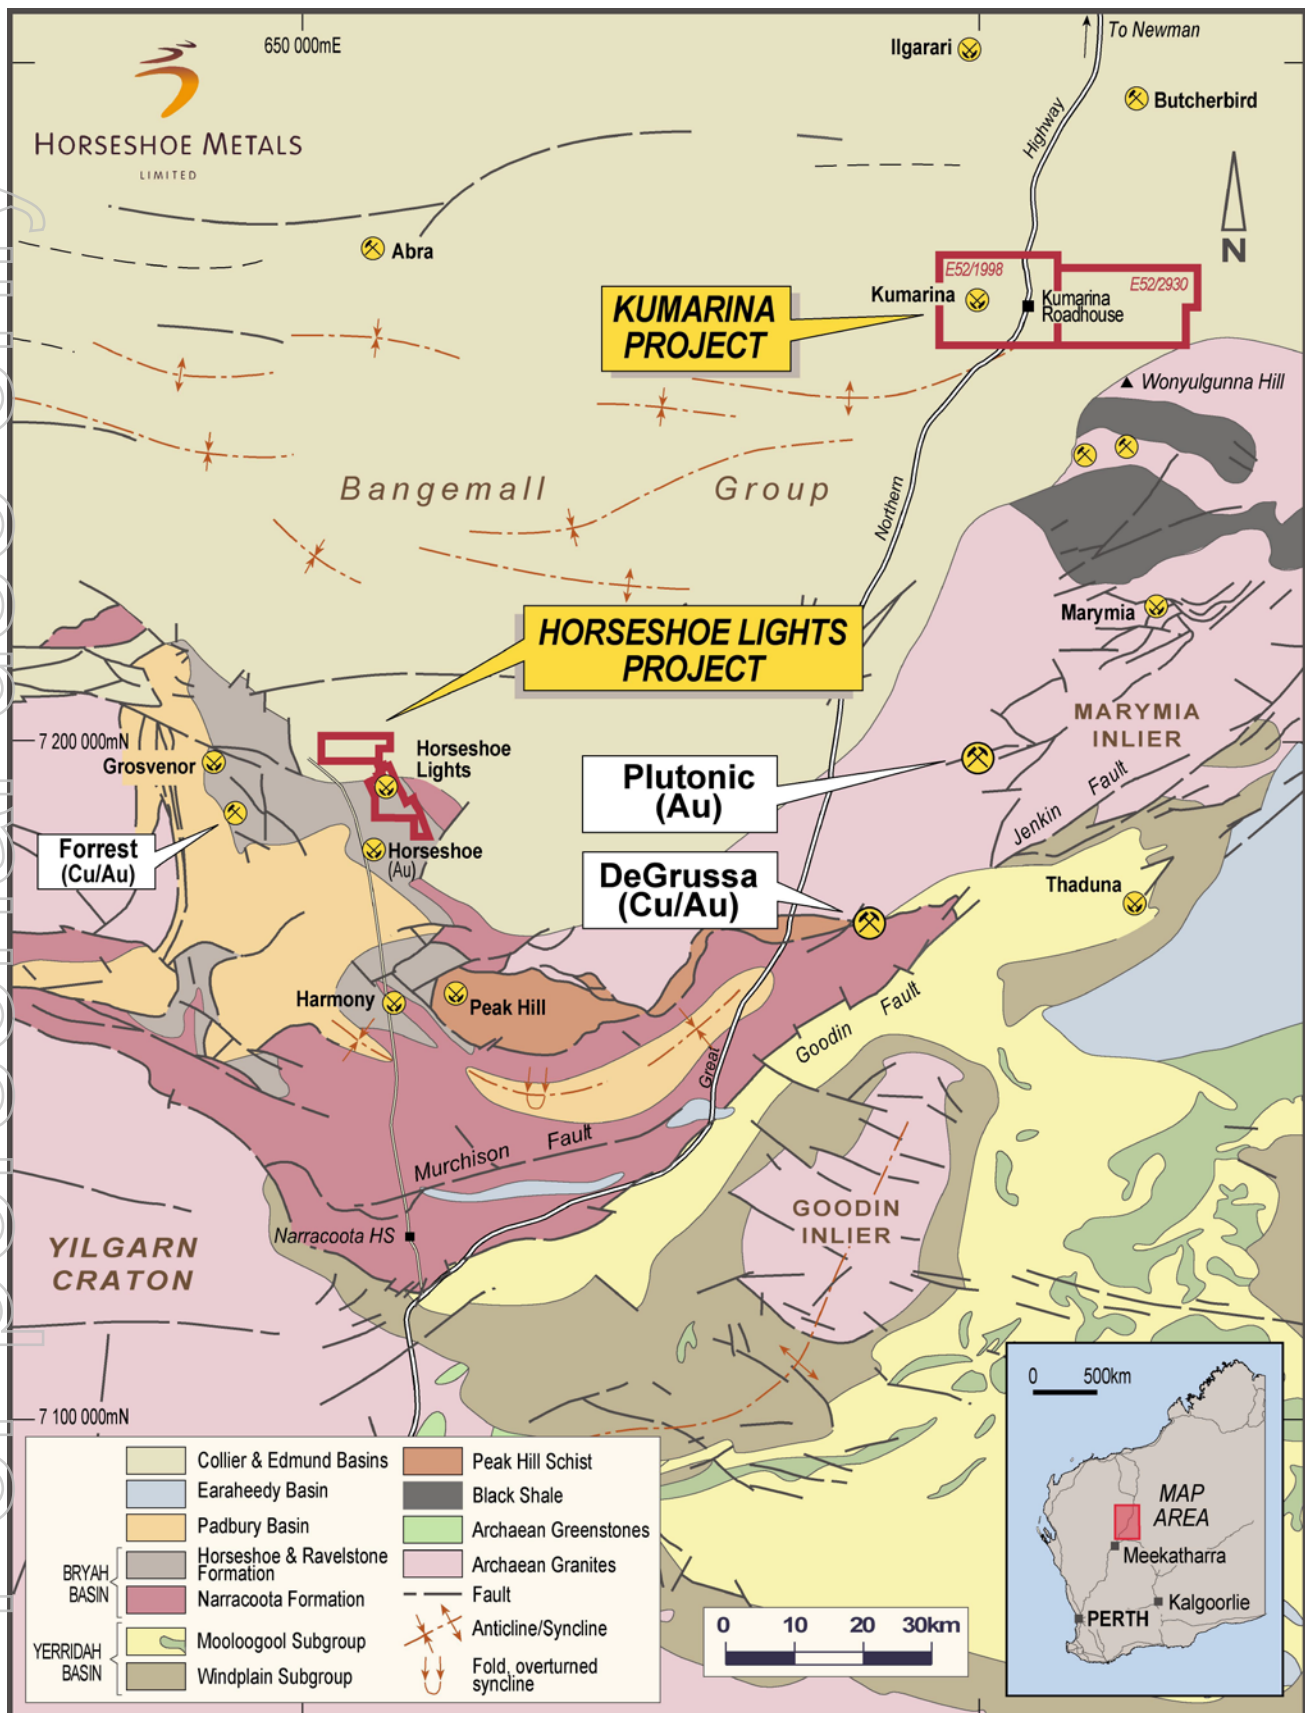 650 000mE
To Newman
Ilgarari
Butcherbird
HORSESHOE METALS
LIMITED
Highway
N
Abra
E52/1998
E52/2930
Kumarina
Kumarina
Roadhouse
KUMARINA
PROJECT
Wonyulgunna Hill
Bangemall Group
Northern
Marymia
HORSESHOE LIGHTS
PROJECT
MARYMIA
INLIER
7 200 000mN
Grosvenor
Horseshoe
Lights
Plutonic
(Au)
Jenkin Fault
Forrest
(Cu/Au)
Horseshoe
(Au)
DeGrussa
(Cu/Au)
Thaduna
Harmony
Peak Hill
Goodin Fault
Great
Murchison Fault
Narracoota HS
GOODIN
INLIER
YILGARN
CRATON
7 100 000mN
Collier & Edmund Basins
Earaheedy Basin
Padbury Basin
BRYAH
BASIN
Horseshoe & Ravelstone
Formation
Narracoota Formation
YERRIDAH
BASIN
Mooloogool Subgroup
Windplain Subgroup
Peak Hill Schist
Black Shale
Archaean Greenstones
Archaean Granites
Fault
Anticline/Syncline
Fold, overturned
syncline
0 10 20 30km
0 500km
MAP
AREA
Meekatharra
Kalgoorlie
PERTH